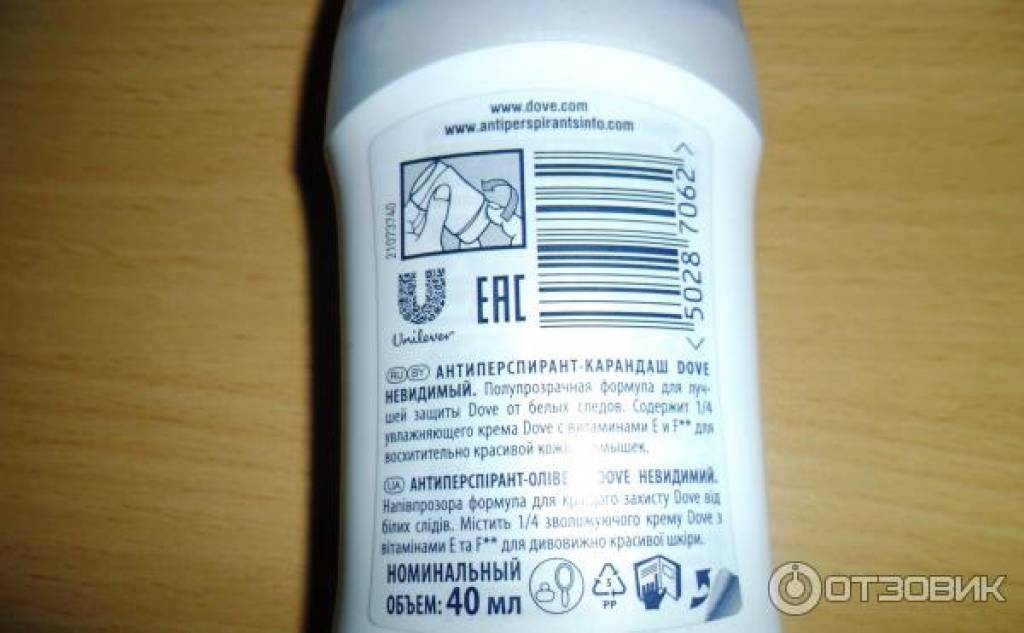 www.dove.com
www.antiperspirantsinfo.com
21073740
5028 7062
Unilever
EAC
RU BY АНТИПЕРСПИРАНТ-КАРАНДАШ DOVE
НЕВИДИМЫЙ. Полупрозрачная формула для луч-
шей защиты Dove от белых следов. Содержит 1/4
увлажняющего крема Dove с витаминами Е и F** для
восхитительно красивой
UA АНТИПЕРСПІРАНТ- DOVE НЕВИДИМИЙ.
Напівпрозора формула для захисту Dove від
білих слідів. Містить 1/4 зволожуючого крему Dove з
вітамінами Е та F** для дивовижно красивої шкіри.
НОМИНАЛЬНЫЙ
ОБЪЕМ: 40 мл
5
PP
ОТЗОВИК